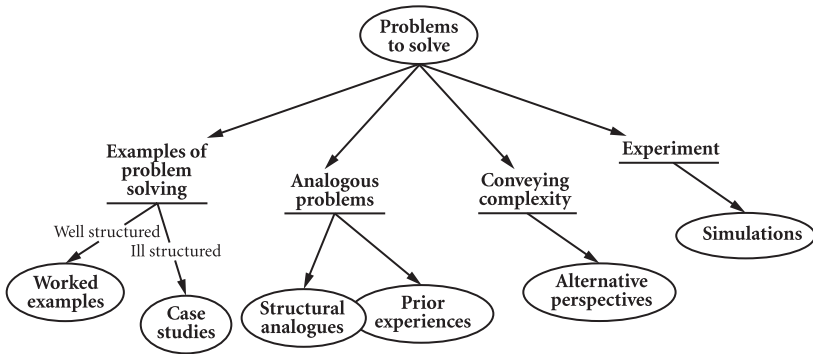 Problems
to solve
Examples of
problem
solving
Analogous
problems
Conveying
complexity
Experiment
Well structured
Ill structured
Worked
examples
Case
studies
Structural
analogues
Prior
experiences
Alternative
perspectives
Simulations